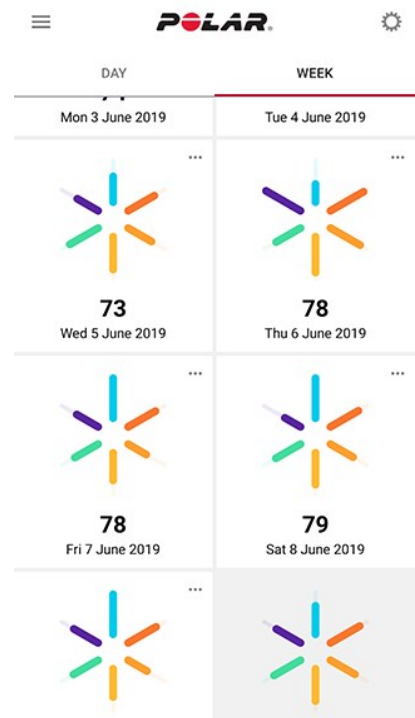 POLAR
DAY WEEK
Mon 3 June 2019 Tue 4 June 2019
73 78
Wed 5 June 2019 Thu 6 June 2019
78 79
Fri 7 June 2019 Sat 8 June 2019